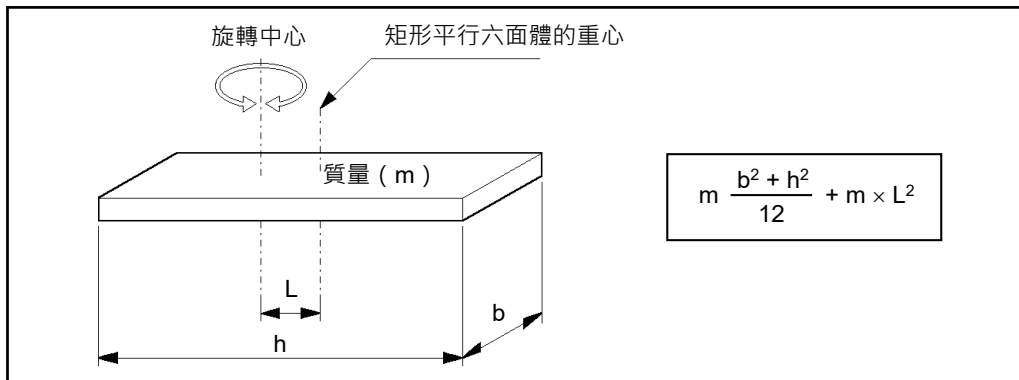 旋轉中心
矩形平行六面體的重心
質量（m）
m (b² + h²)/12 + m × L²
L
b
h